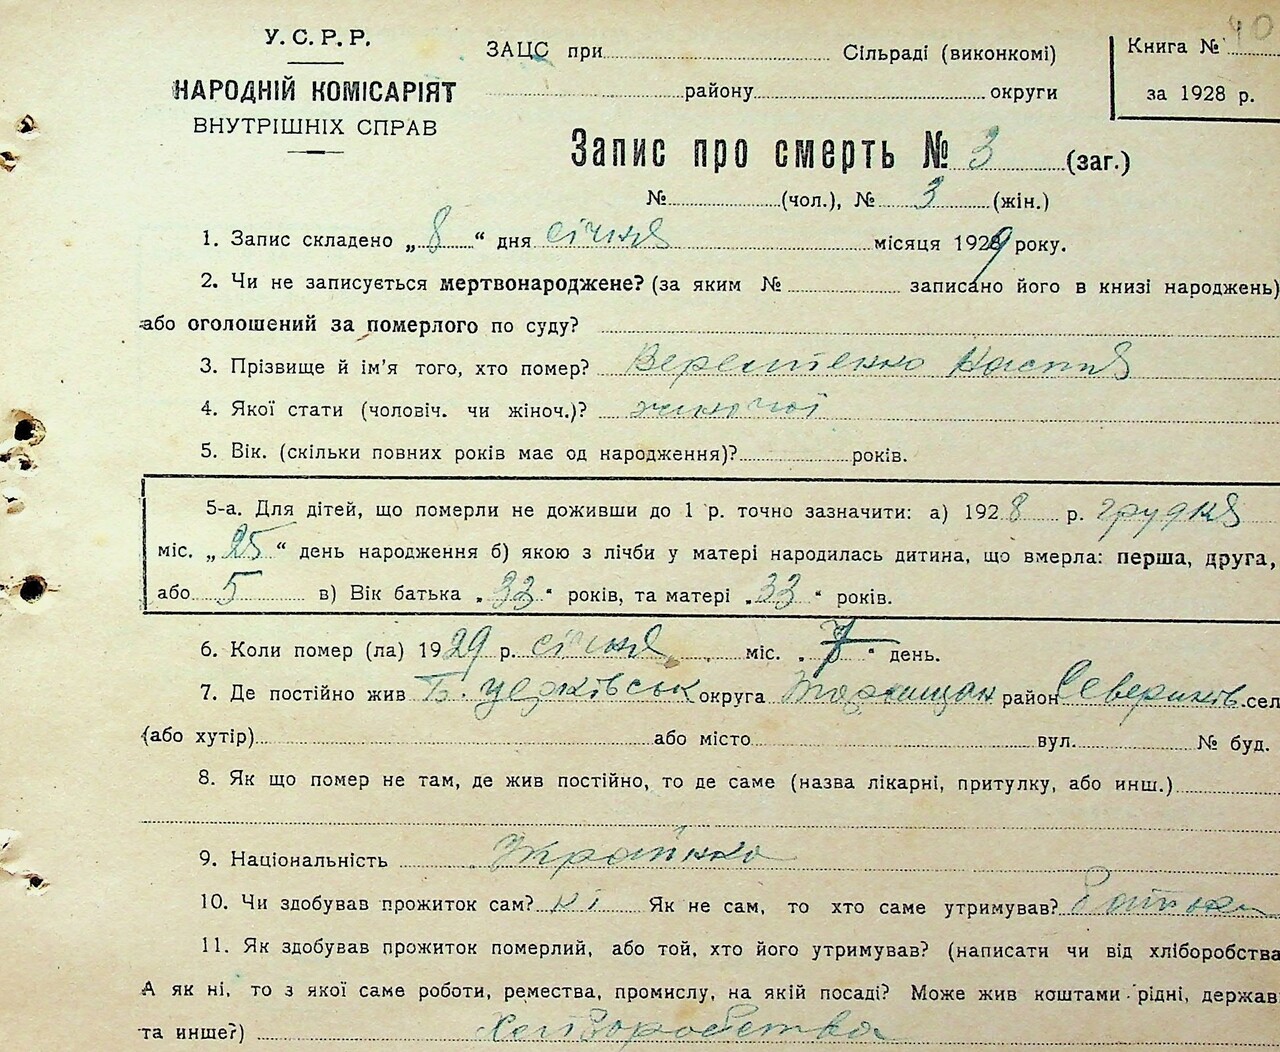 40
У.С.Р.Р.
НАРОДНІЙ КОМІСАРІЯТ
ВНУТРІШНІХ СПРАВ
ЗАЦС при Сільраді (виконкомі)
району округи
Книга №
за 1928 р.
Запис про смерть № 3 (заг.)
№ (чол.), № 3 (жін.)
1. Запис складено „8“ дня січня місяця 1929 року.
2. Чи не записується мертвонароджене? (за яким № записано його в книзі народжень)
або оголошений за померлого по суду?
3. Прізвище й ім'я того, хто помер? Верештенко Настя
4. Якої стати (чоловіч. чи жіноч.)? жіночої
5. Вік. (скільки повних років має од народження)? років.
5-а. Для дітей, що померли не доживши до 1 р. точно зазначити: а) 1928 р. грудня
міс. „25“ день народження б) якою з лічби у матері народилась дитина, що вмерла: перша, друга,
або 5 в) Вік батька „33“ років, та матері „33“ років.
6. Коли помер (ла) 1929 р. січня міс. „7“ день.
7. Де постійно жив Б. Церківськ округа Таращан район Севериків сел
(або хутір) або місто вул. № буд.
8. Як що помер не там, де жив постійно, то де саме (назва лікарні, притулку, або инш.)
9. Національність Українка
10. Чи здобував прожиток сам? ні Як не сам, то хто саме утримував? батьки
11. Як здобував прожиток померлий, або той, хто його утримував? (написати чи від хліборобства
А як ні, то з якої саме роботи, ремества, промислу, на якій посаді? Може жив коштами рідні, держав
та инше?) Хліборобства